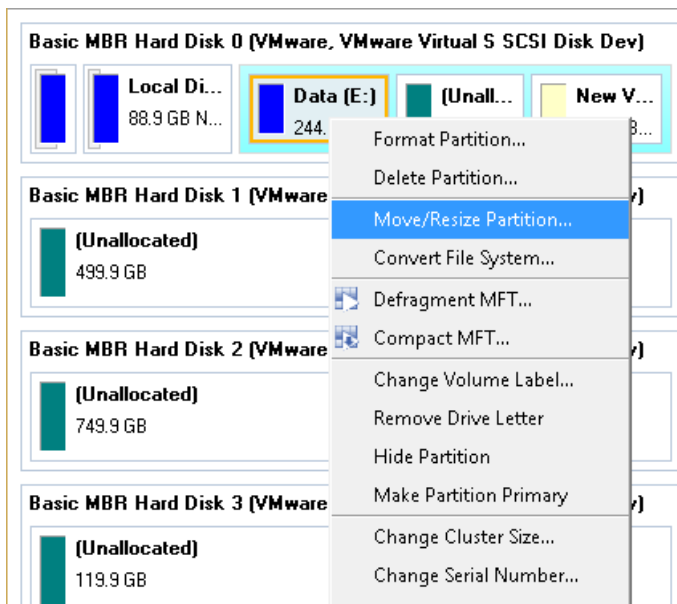 Basic MBR Hard Disk 0 (VMware, VMware Virtual S SCSI Disk Dev)
Local Di...
88.9 GB N...
Data (E:)
244.
(Unall...
New V...
Format Partition...
Delete Partition...
Basic MBR Hard Disk 1 (VMware
(Unallocated)
499.9 GB
Move/Resize Partition...
Convert File System...
Defragment MFT...
Compact MFT...
Basic MBR Hard Disk 2 (VMware
(Unallocated)
749.9 GB
Change Volume Label...
Remove Drive Letter
Hide Partition
Make Partition Primary
Basic MBR Hard Disk 3 (VMware
(Unallocated)
119.9 GB
Change Cluster Size...
Change Serial Number...